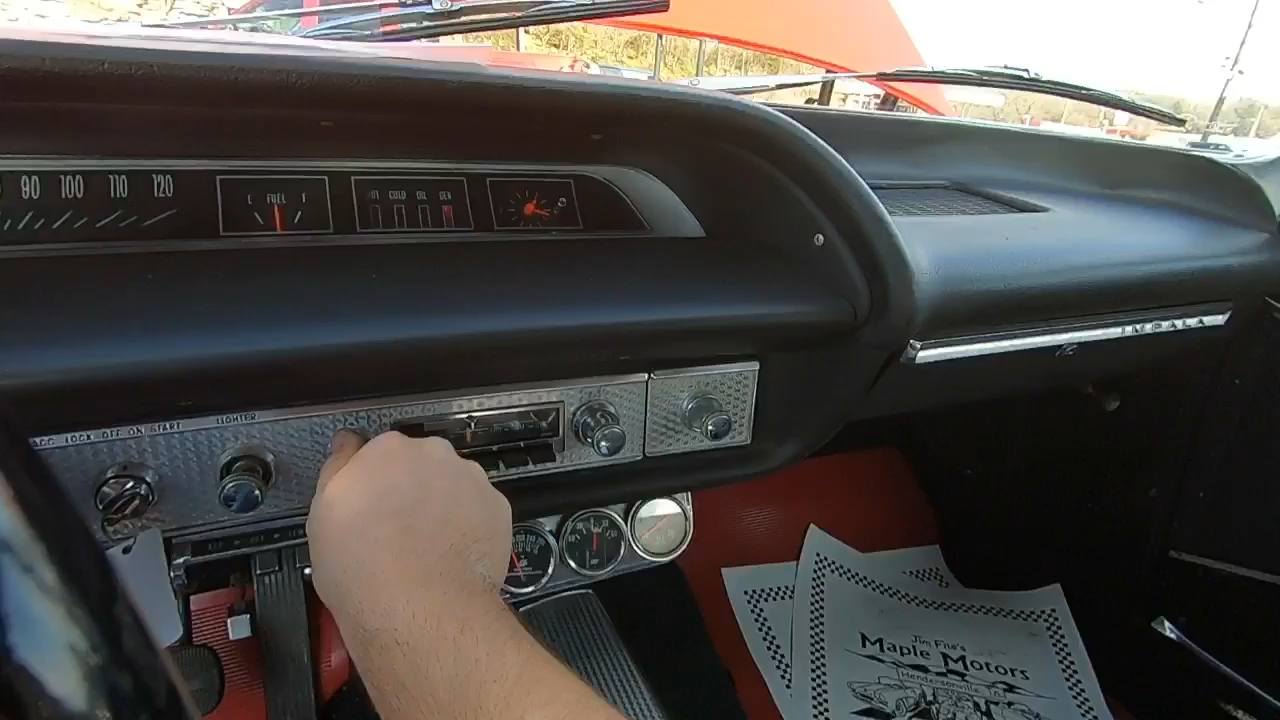 90 100 110 120
E FUEL F
HOT COLD OIL GEN
IMPALA
ACC LOCK OFF ON START
LIGHTER
Jim File's
Maple Motors
Hendersonville, TN